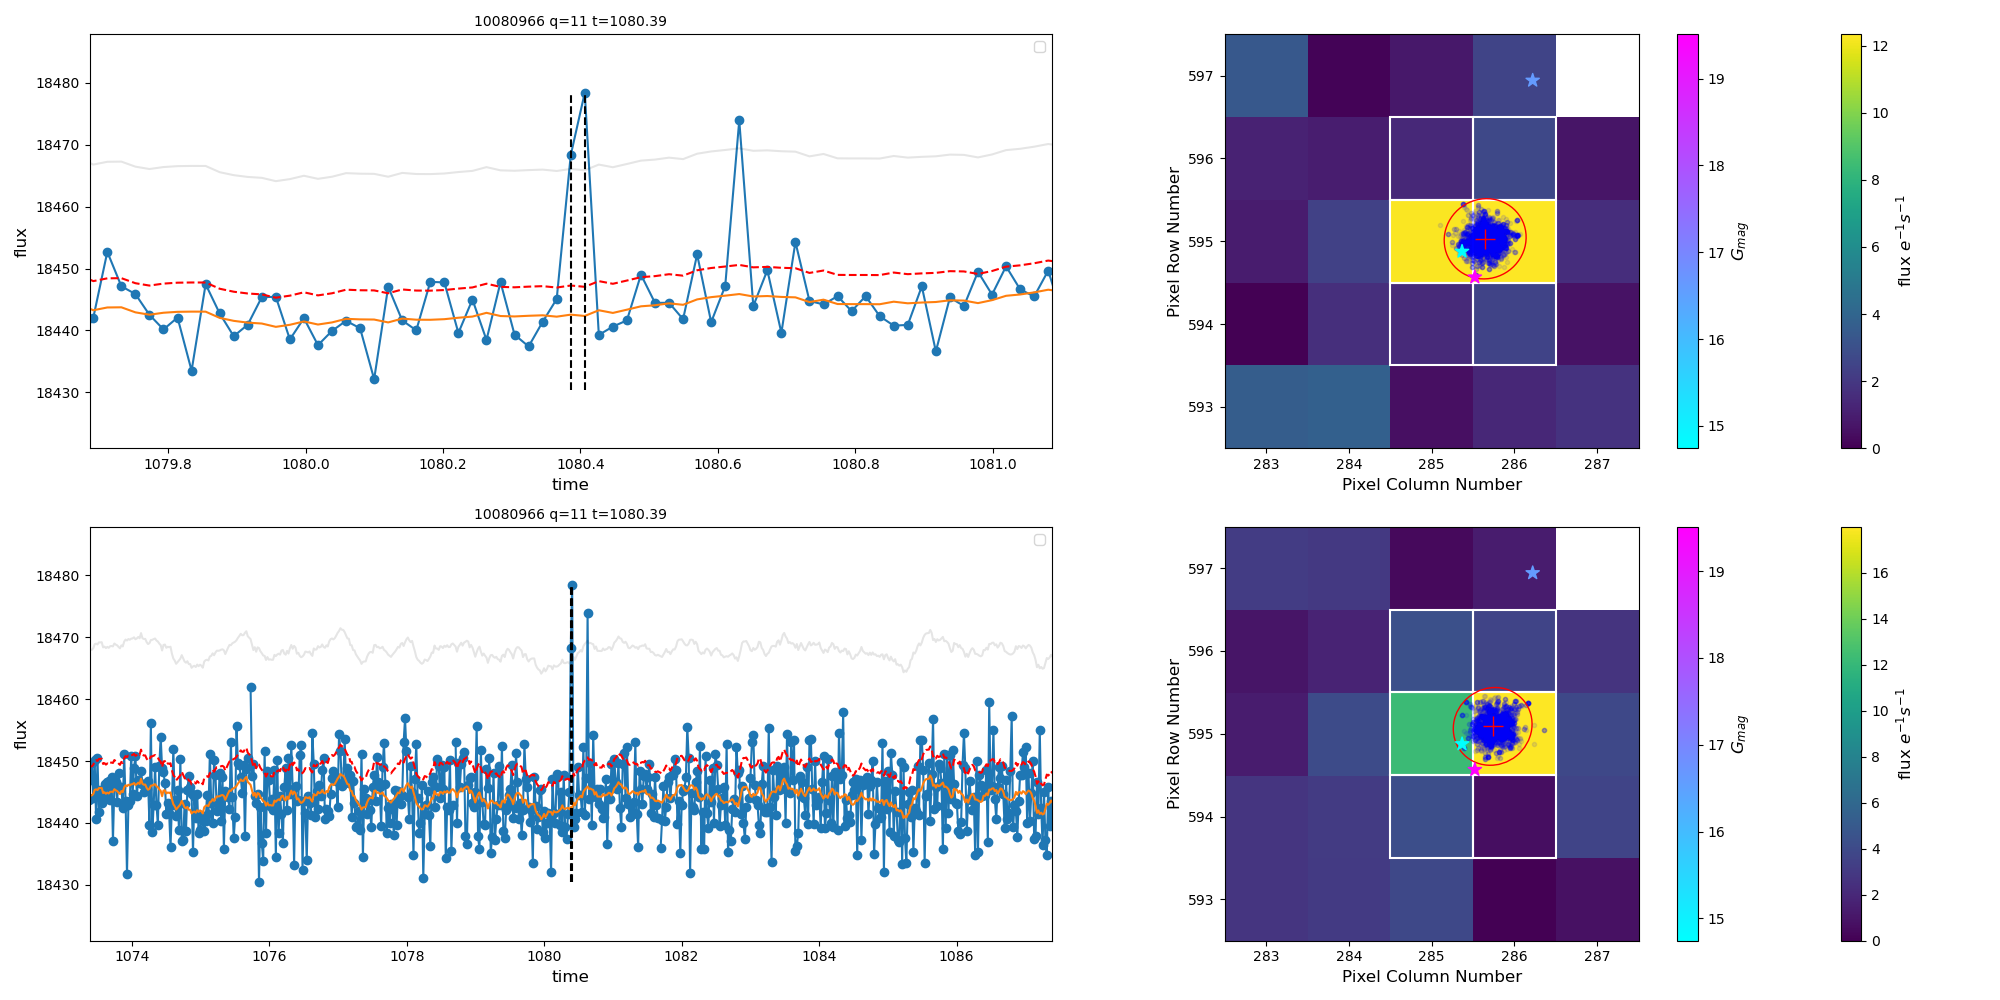 10080966 q=11 t=1080.39
flux
18480
18470
18460
18450
18440
18430
1079.8 1080.0 1080.2 1080.4 1080.6 1080.8 1081.0
time
Pixel Row Number
597
596
595
594
593
283 284 285 286 287
Pixel Column Number
19
18
17
16
15
G_mag
12
10
8
6
4
2
0
flux e⁻¹s⁻¹
10080966 q=11 t=1080.39
flux
18480
18470
18460
18450
18440
18430
1074 1076 1078 1080 1082 1084 1086
time
Pixel Row Number
597
596
595
594
593
283 284 285 286 287
Pixel Column Number
19
18
17
16
15
G_mag
16
14
12
10
8
6
4
2
0
flux e⁻¹s⁻¹